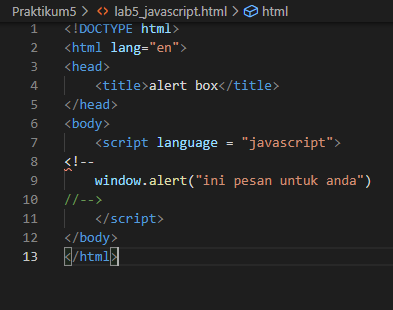 Praktikum5 > <> lab5_javascript.html > html
1 <!DOCTYPE html>
2 <html lang="en">
3 <head>
4     <title>alert box</title>
5 </head>
6 <body>
7     <script language = "javascript">
8 <!--
9     window.alert("ini pesan untuk anda")
10 //-->
11     </script>
12 </body>
13 </html>